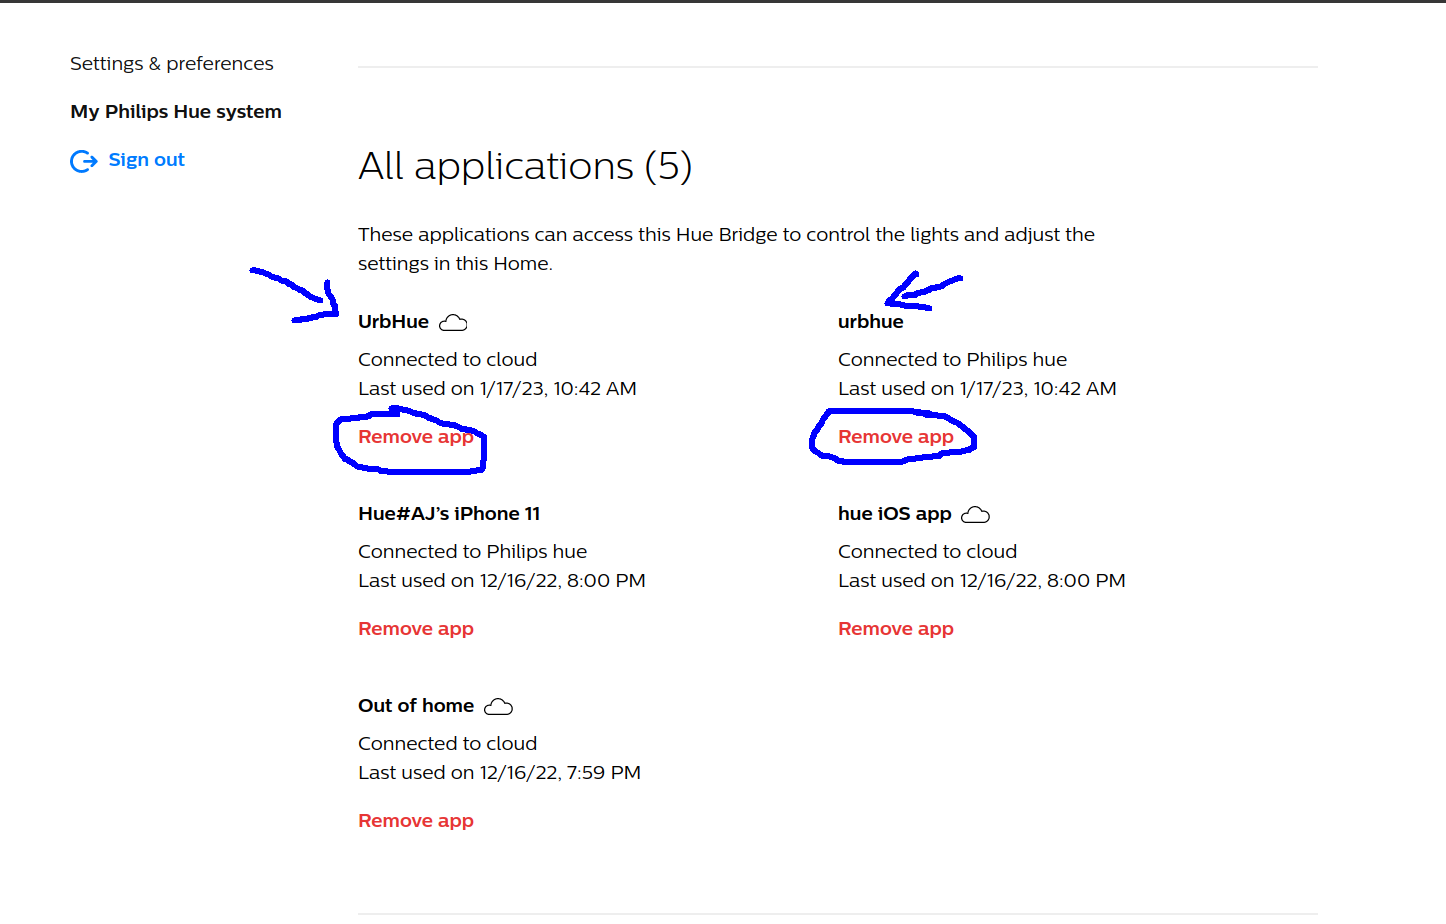 Settings & preferences
My Philips Hue system
Sign out
All applications (5)
These applications can access this Hue Bridge to control the lights and adjust the
settings in this Home.
UrbHue
Connected to cloud
Last used on 1/17/23, 10:42 AM
Remove app
urbhue
Connected to Philips hue
Last used on 1/17/23, 10:42 AM
Remove app
Hue#AJ’s iPhone 11
Connected to Philips hue
Last used on 12/16/22, 8:00 PM
Remove app
hue iOS app
Connected to cloud
Last used on 12/16/22, 8:00 PM
Remove app
Out of home
Connected to cloud
Last used on 12/16/22, 7:59 PM
Remove app